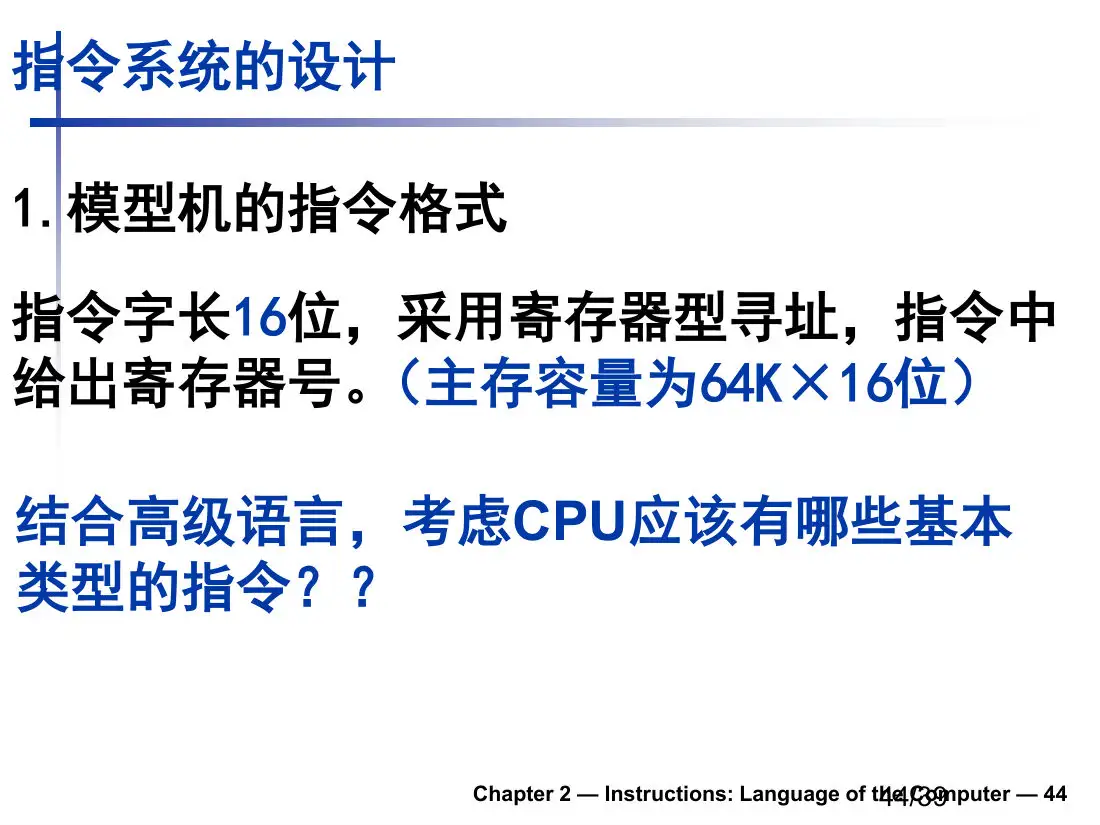 指令系统的设计
1.模型机的指令格式
指令字长16位，采用寄存器型寻址，指令中
给出寄存器号。（主存容量为64K×16位）
结合高级语言，考虑CPU应该有哪些基本
类型的指令？？
Chapter 2 — Instructions: Language of the Computer — 44
44/39